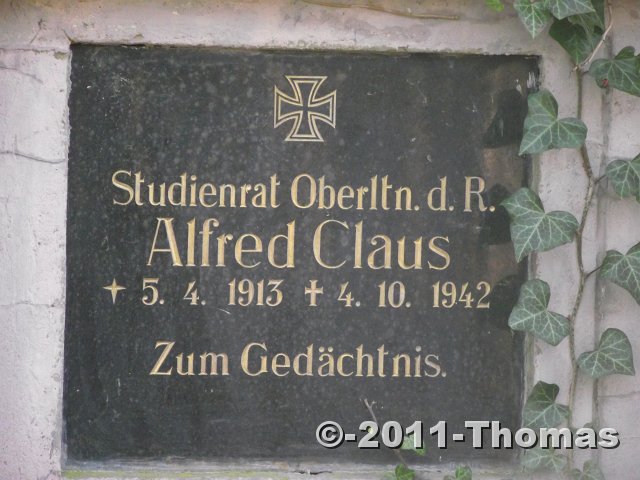 Studienrat Oberltn. d. R.
Alfred Claus
5. 4. 1913 ✝ 4. 10. 1942
Zum Gedächtnis.
©-2011-Thomas